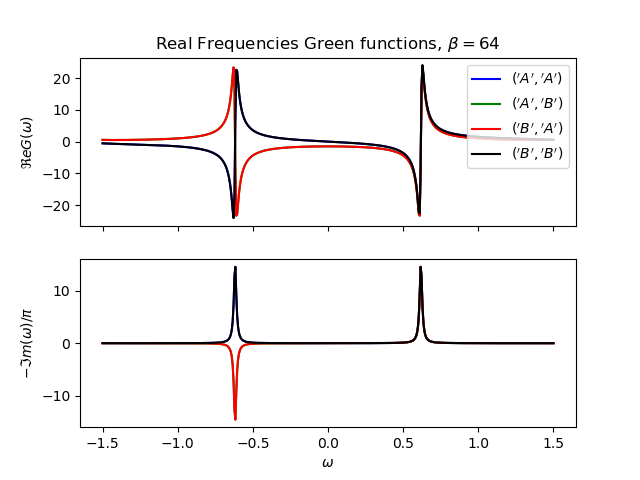 Real Frequencies Green functions, β = 64
ℜeG(ω)
20
10
0
−10
−20
('A', 'A')
('A', 'B')
('B', 'A')
('B', 'B')
−ℑm(ω)/π
10
0
−10
−1.5 −1.0 −0.5 0.0 0.5 1.0 1.5
ω